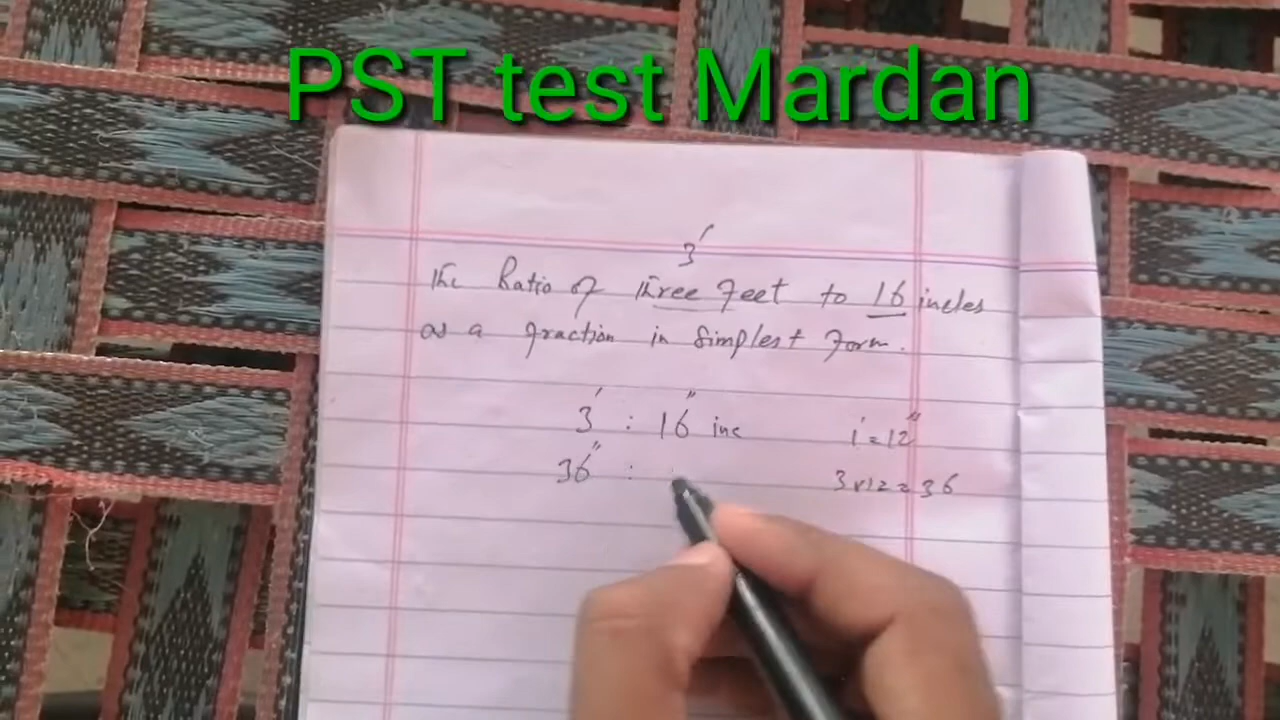 PST test Mardan
3′
The Ratio of Three Feet to 16 inches
as a fraction in Simplest Form.
3′ : 16″ inc
1′ = 12″
36″ :
3 x 12 = 36